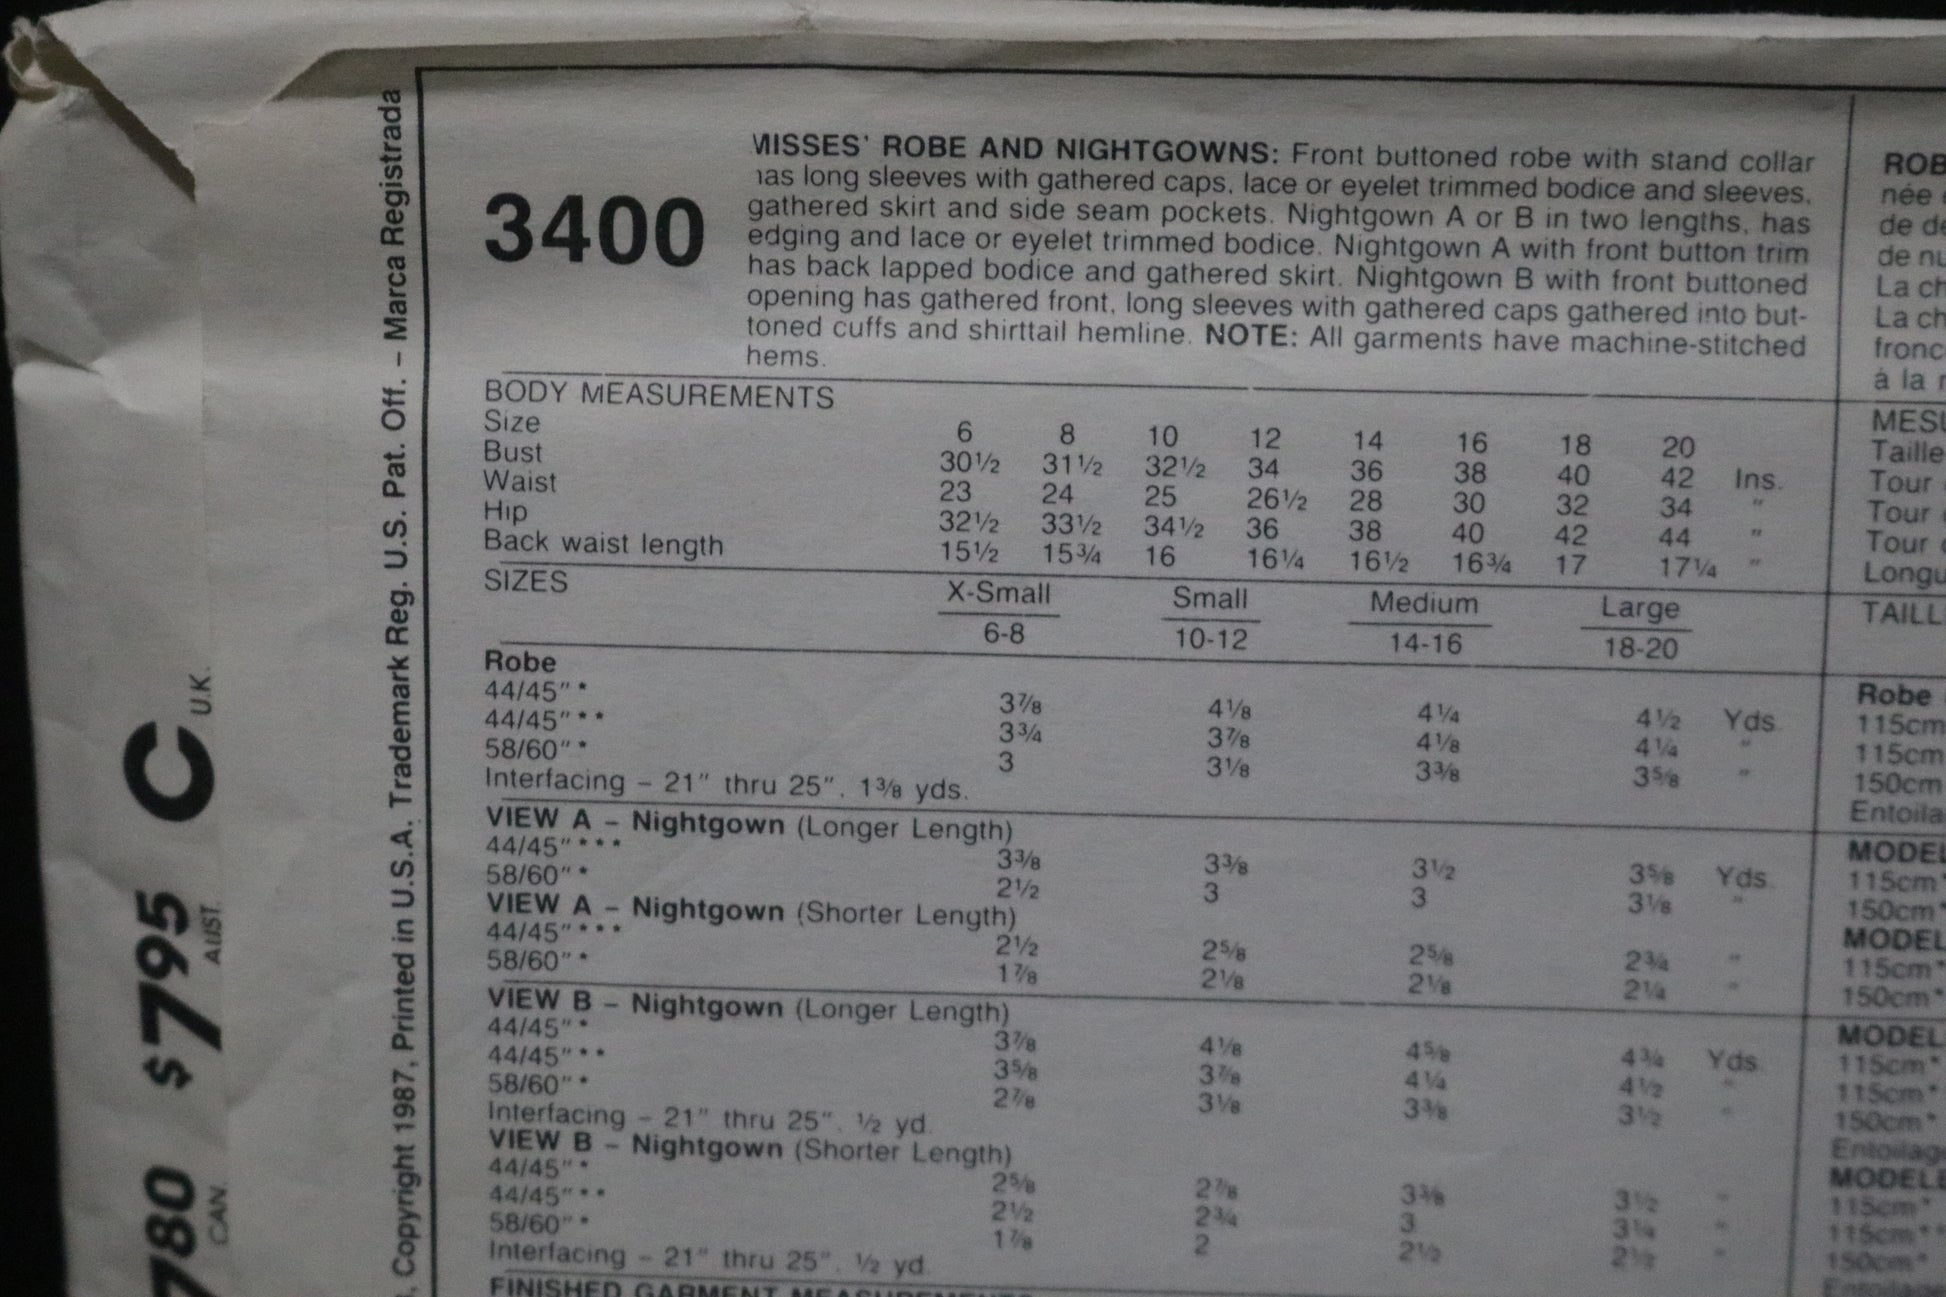 3400
MISSES' ROBE AND NIGHTGOWNS: Front buttoned robe with stand collar
has long sleeves with gathered caps, lace or eyelet trimmed bodice and sleeves,
gathered skirt and side seam pockets. Nightgown A or B in two lengths, has
edging and lace or eyelet trimmed bodice. Nightgown A with front button trim
has back lapped bodice and gathered skirt. Nightgown B with front buttoned
opening has gathered front, long sleeves with gathered caps gathered into but-
toned cuffs and shirttail hemline. NOTE: All garments have machine-stitched
hems.
BODY MEASUREMENTS
Size 6 8 10 12 14 16 18 20
Bust 30½ 31½ 32½ 34 36 38 40 42 Ins.
Waist 23 24 25 26½ 28 30 32 34 "
Hip 32½ 33½ 34½ 36 38 40 42 44 "
Back waist length 15½ 15¾ 16 16¼ 16½ 16¾ 17 17¼ "
SIZES X-Small Small Medium Large
6-8 10-12 14-16 18-20
Robe
44/45"* 3⅞ 4⅛ 4¼ 4½ Yds.
44/45"** 3¾ 3⅞ 4⅛ 4¼ "
58/60"* 3 3⅛ 3⅜ 3⅝ "
Interfacing – 21" thru 25", 1⅜ yds.
VIEW A – Nightgown (Longer Length)
44/45"*** 3⅜ 3⅜ 3½ 3⅝ Yds.
58/60"* 2½ 3 3 3⅛ "
VIEW A – Nightgown (Shorter Length)
44/45"*** 2½ 2⅝ 2⅝ 2¾ "
58/60"* 1⅞ 2⅛ 2⅛ 2¼ "
VIEW B – Nightgown (Longer Length)
44/45"* 3⅞ 4⅛ 4⅝ 4¾ Yds.
44/45"** 3⅝ 3⅞ 4¼ 4½ "
58/60"* 2⅞ 3⅛ 3⅜ 3½ "
Interfacing – 21" thru 25", ½ yd.
VIEW B – Nightgown (Shorter Length)
44/45"* 2⅝ 2⅞ 3⅜ 3½ "
44/45"** 2½ 2¾ 3 3¼ "
58/60"* 1⅞ 2 2½ 2½ "
Interfacing – 21" thru 25", ½ yd.
FINISHED GARMENT MEASUREMENTS
ROB
née
de d
de nu
La ch
La ch
fronc
à la
MESU
Taille
Tour
Tour
Tour
Longu
TAILL
Robe
115cm
115cm
150cm
Entoila
MODEL
115cm*
150cm*
MODEL
115cm*
150cm*
MODEL
115cm*
115cm*
150cm*
Entoilag
MODELE
115cm*
115cm*
150cm*
, Copyright 1987, Printed in U.S.A. Trademark Reg. U.S. Pat. Off. – Marca Registrada
780 CAN. $795 AUST. C U.K.